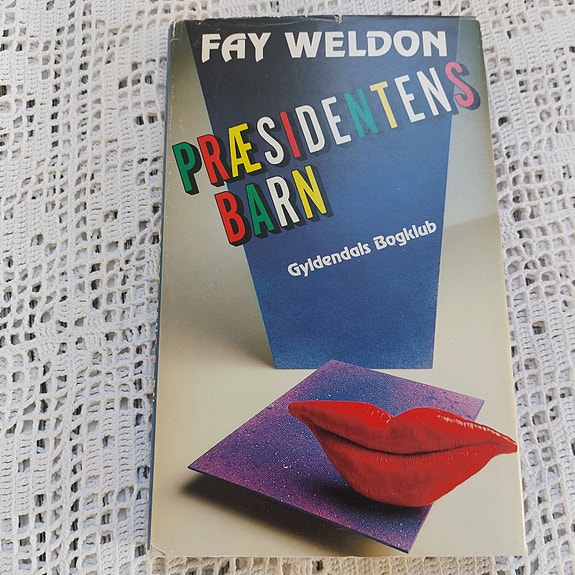 FAY WELDON
PRÆSIDENTENS
BARN
Gyldendals Bogklub